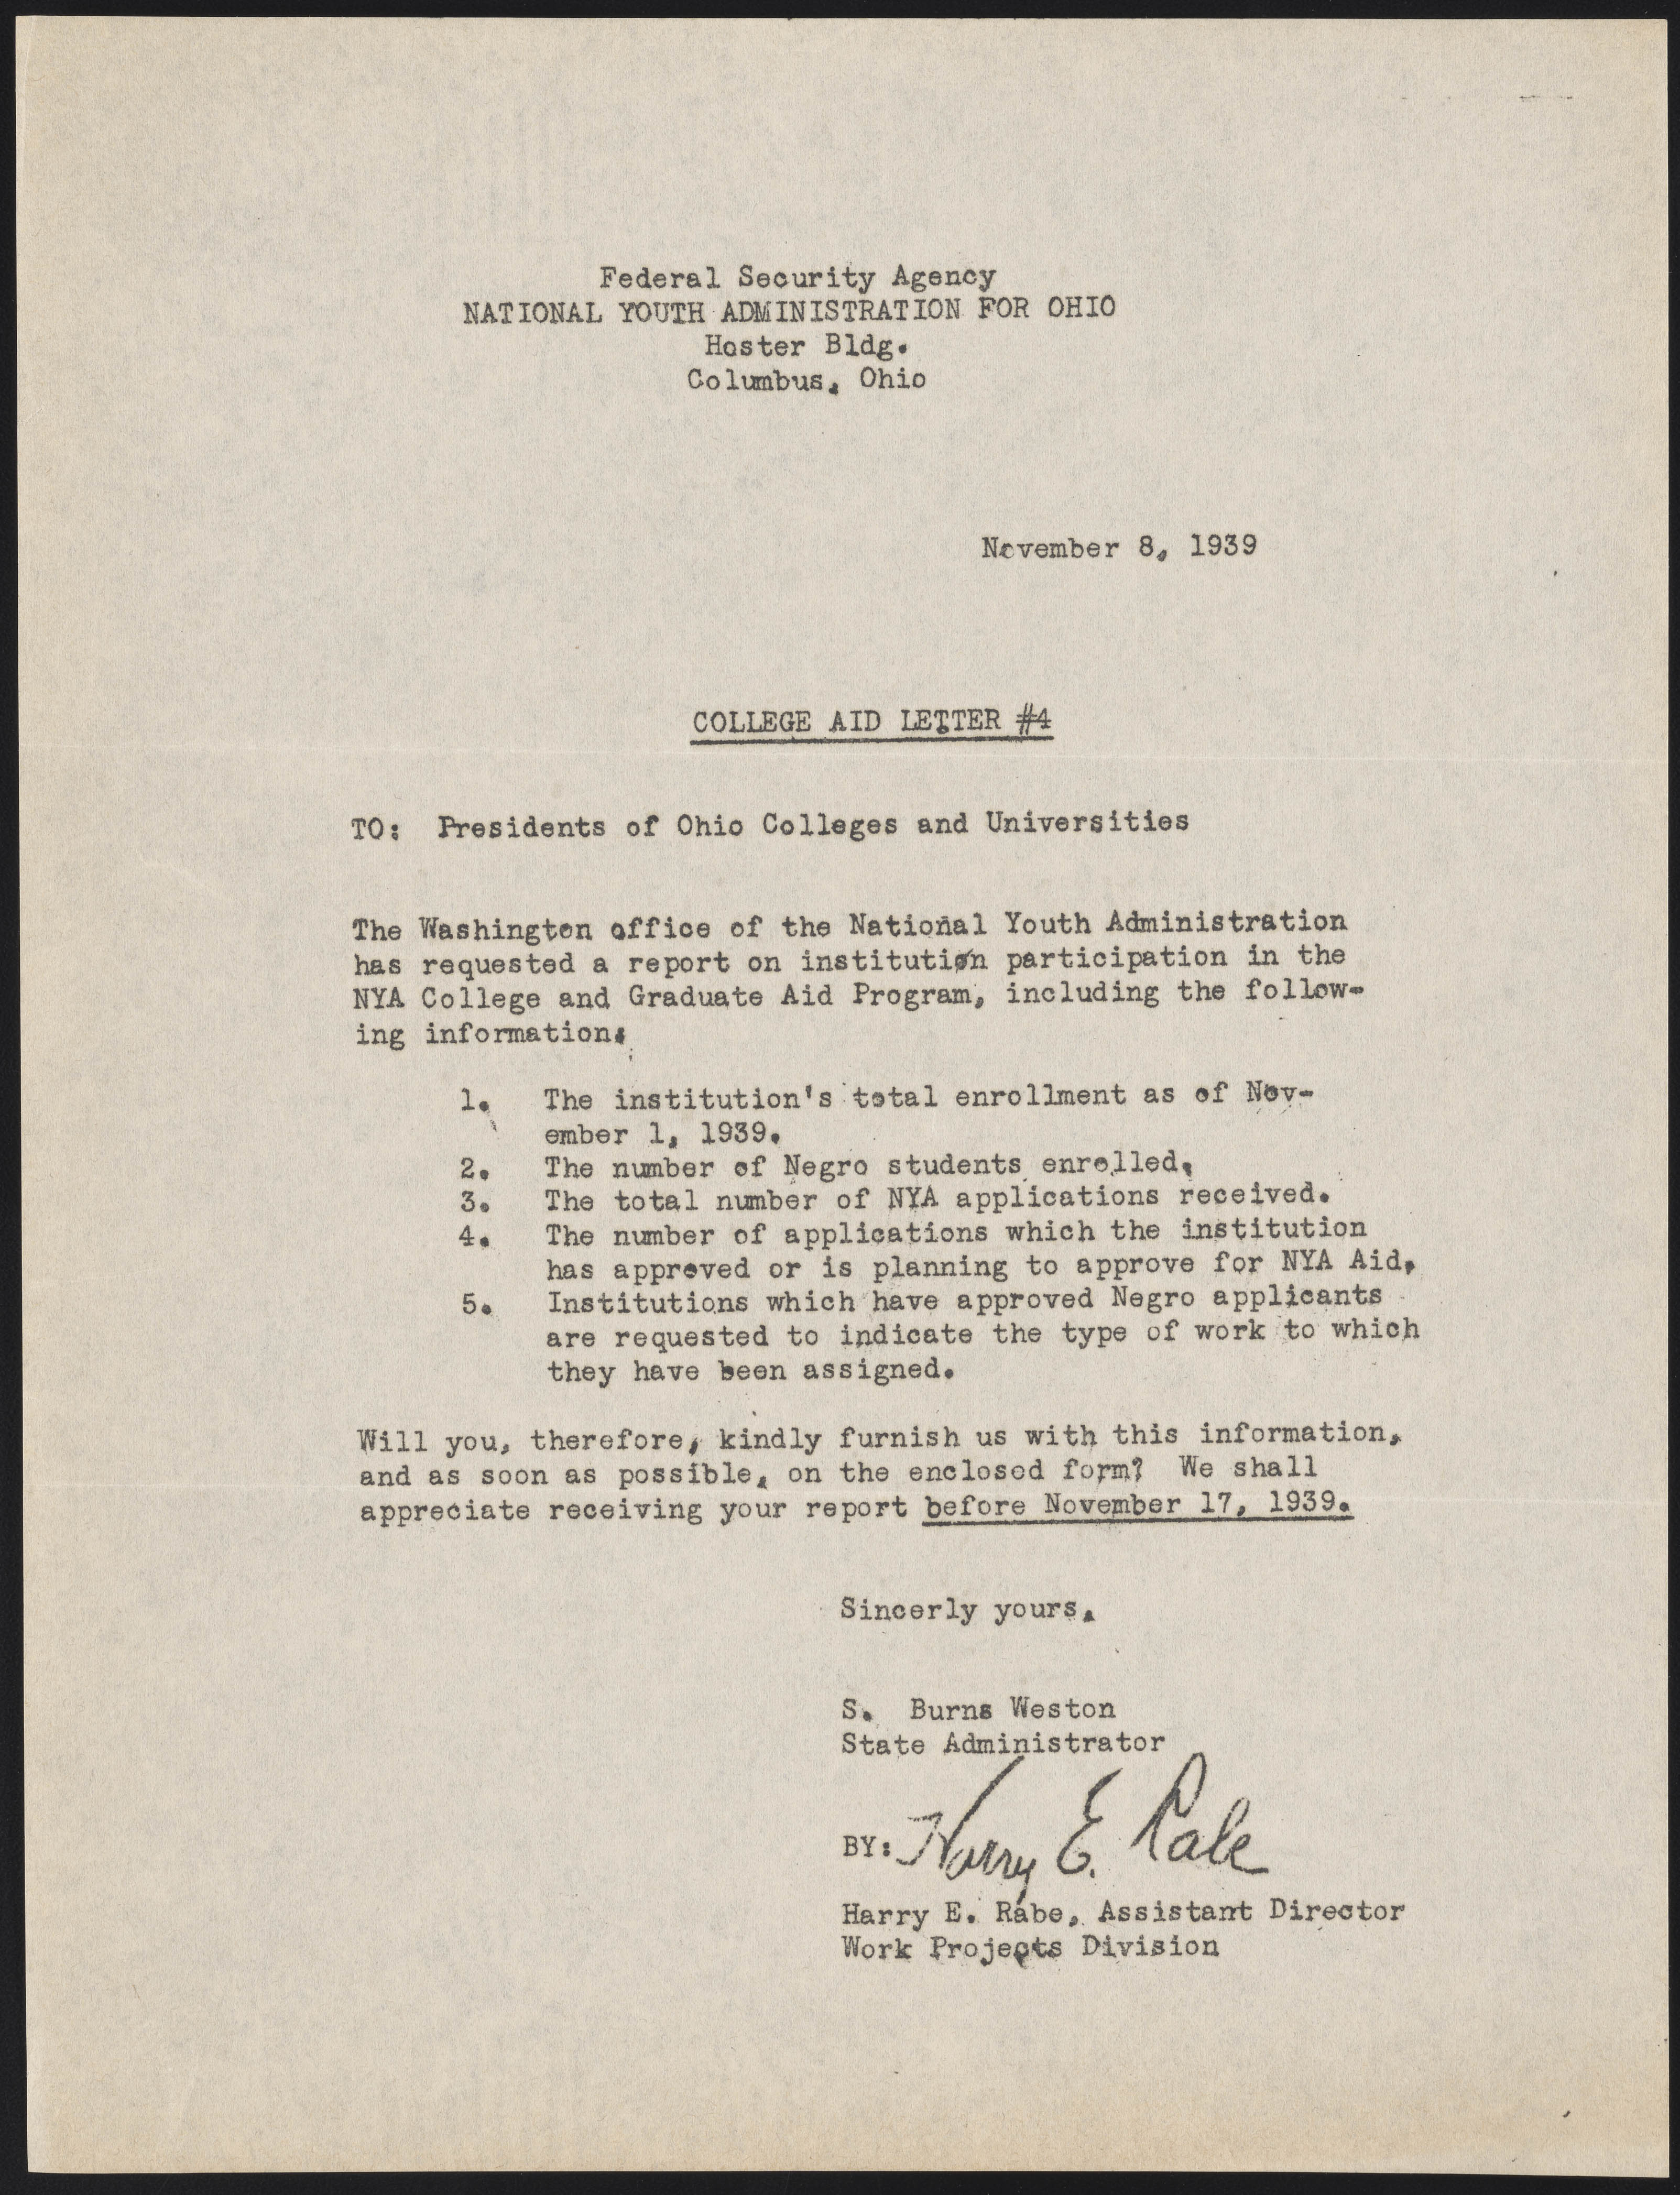 Federal Security Agency
NATIONAL YOUTH ADMINISTRATION FOR OHIO
Hoster Bldg.
Columbus, Ohio
November 8, 1939
COLLEGE AID LETTER #4
TO: Presidents of Ohio Colleges and Universities
The Washington office of the National Youth Administration
has requested a report on institution participation in the
NYA College and Graduate Aid Program, including the follow-
ing information:
1. The institution's total enrollment as of Nov-
ember 1, 1939.
2. The number of Negro students enrolled.
3. The total number of NYA applications received.
4. The number of applications which the institution
has approved or is planning to approve for NYA Aid.
5. Institutions which have approved Negro applicants
are requested to indicate the type of work to which
they have been assigned.
Will you, therefore, kindly furnish us with this information,
and as soon as possible, on the enclosed form? We shall
appreciate receiving your report before November 17, 1939.
Sincerly yours,
S. Burns Weston
State Administrator
BY: Harry E. Rabe
Harry E. Rabe, Assistant Director
Work Projects Division